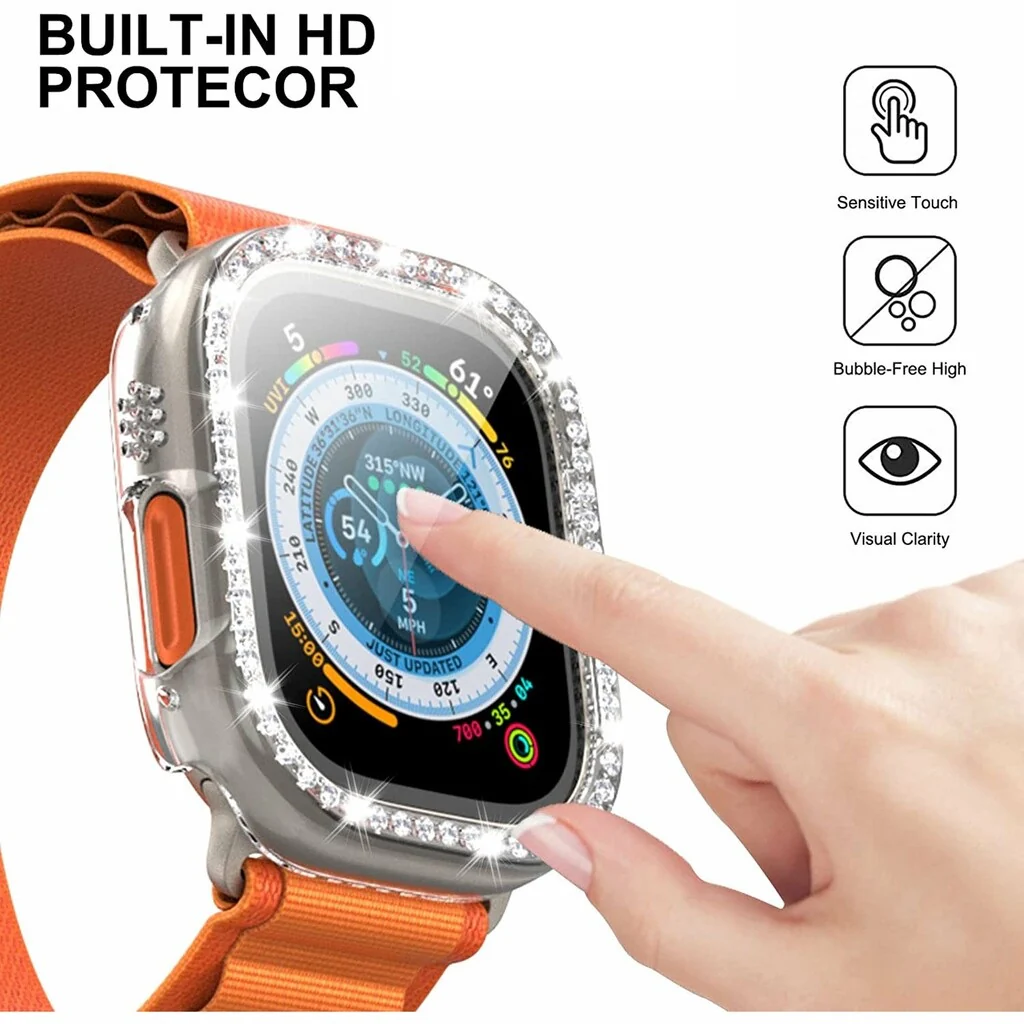 BUILT-IN HD
PROTECOR
Sensitive Touch
Bubble-Free High
Visual Clarity
5
UVI
52
61°
76
W
300
330
240
210
S
150
120
E
LATITUDE 36°31'36"N
LONGITUDE
315°NW
54
NE
5
MPH
JUST UPDATED
15:00
700•35•04